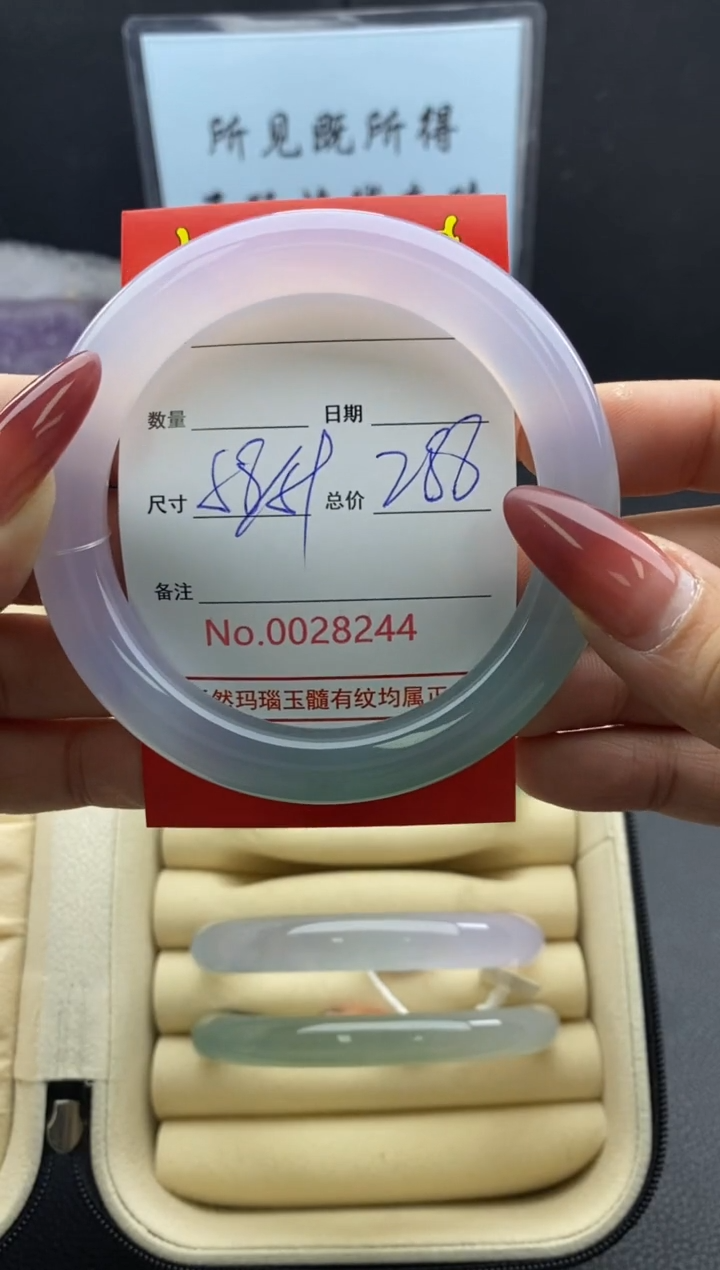 所见既所得
数量 日期
尺寸 总价 288
备注
No.0028244
然玛瑙玉髓有纹均属正